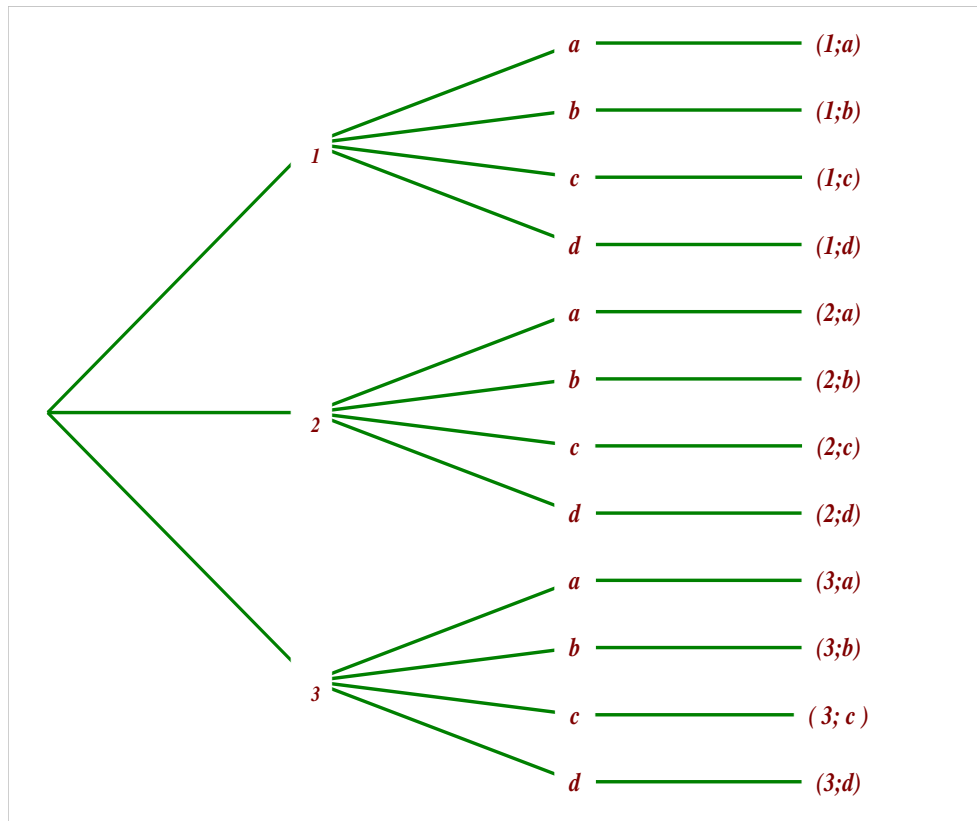 a (1;a)
b (1;b)
1
c (1;c)
d (1;d)
a (2;a)
b (2;b)
2
c (2;c)
d (2;d)
a (3;a)
b (3;b)
3
c ( 3; c )
d (3;d)